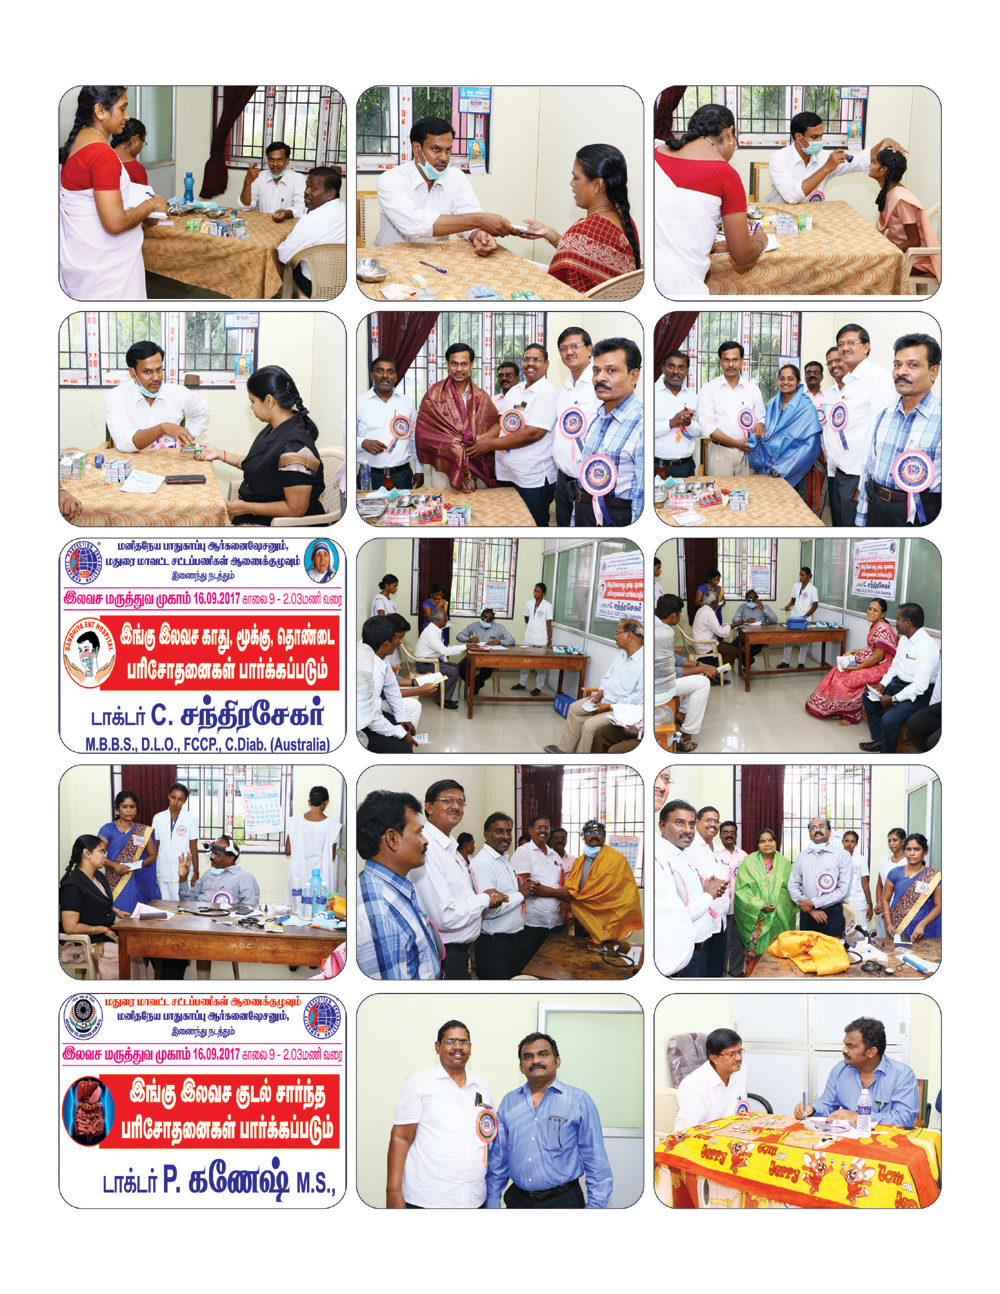 மனிதநேய பாதுகாப்பு ஆர்கனைஷேசனும்,
மதுரை மாவட்ட சட்டப்பணிகள் ஆணைக்குழுவும்
இணைந்து நடத்தும்
இலவச மருத்துவ முகாம் 16.09.2017 காலை 9 - 2.03மணி வரை
BARGHIYA ENT HOSPITAL
இங்கு இலவச காது, மூக்கு, தொண்டை
பரிசோதனைகள் பார்க்கப்படும்
டாக்டர் C. சந்திரசேகர்
M.B.B.S., D.L.O., FCCP., C.Diab. (Australia)
மதுரை மாவட்ட சட்டப்பணிகள் ஆணைக்குழுவும்
மனிதநேய பாதுகாப்பு ஆர்கனைஷேசனும்,
இணைந்து நடத்தும்
இலவச மருத்துவ முகாம் 16.09.2017 காலை 9 - 2.03மணி வரை
இங்கு இலவச குடல் சார்ந்த
பரிசோதனைகள் பார்க்கப்படும்
டாக்டர் P. கணேஷ் M.S.,